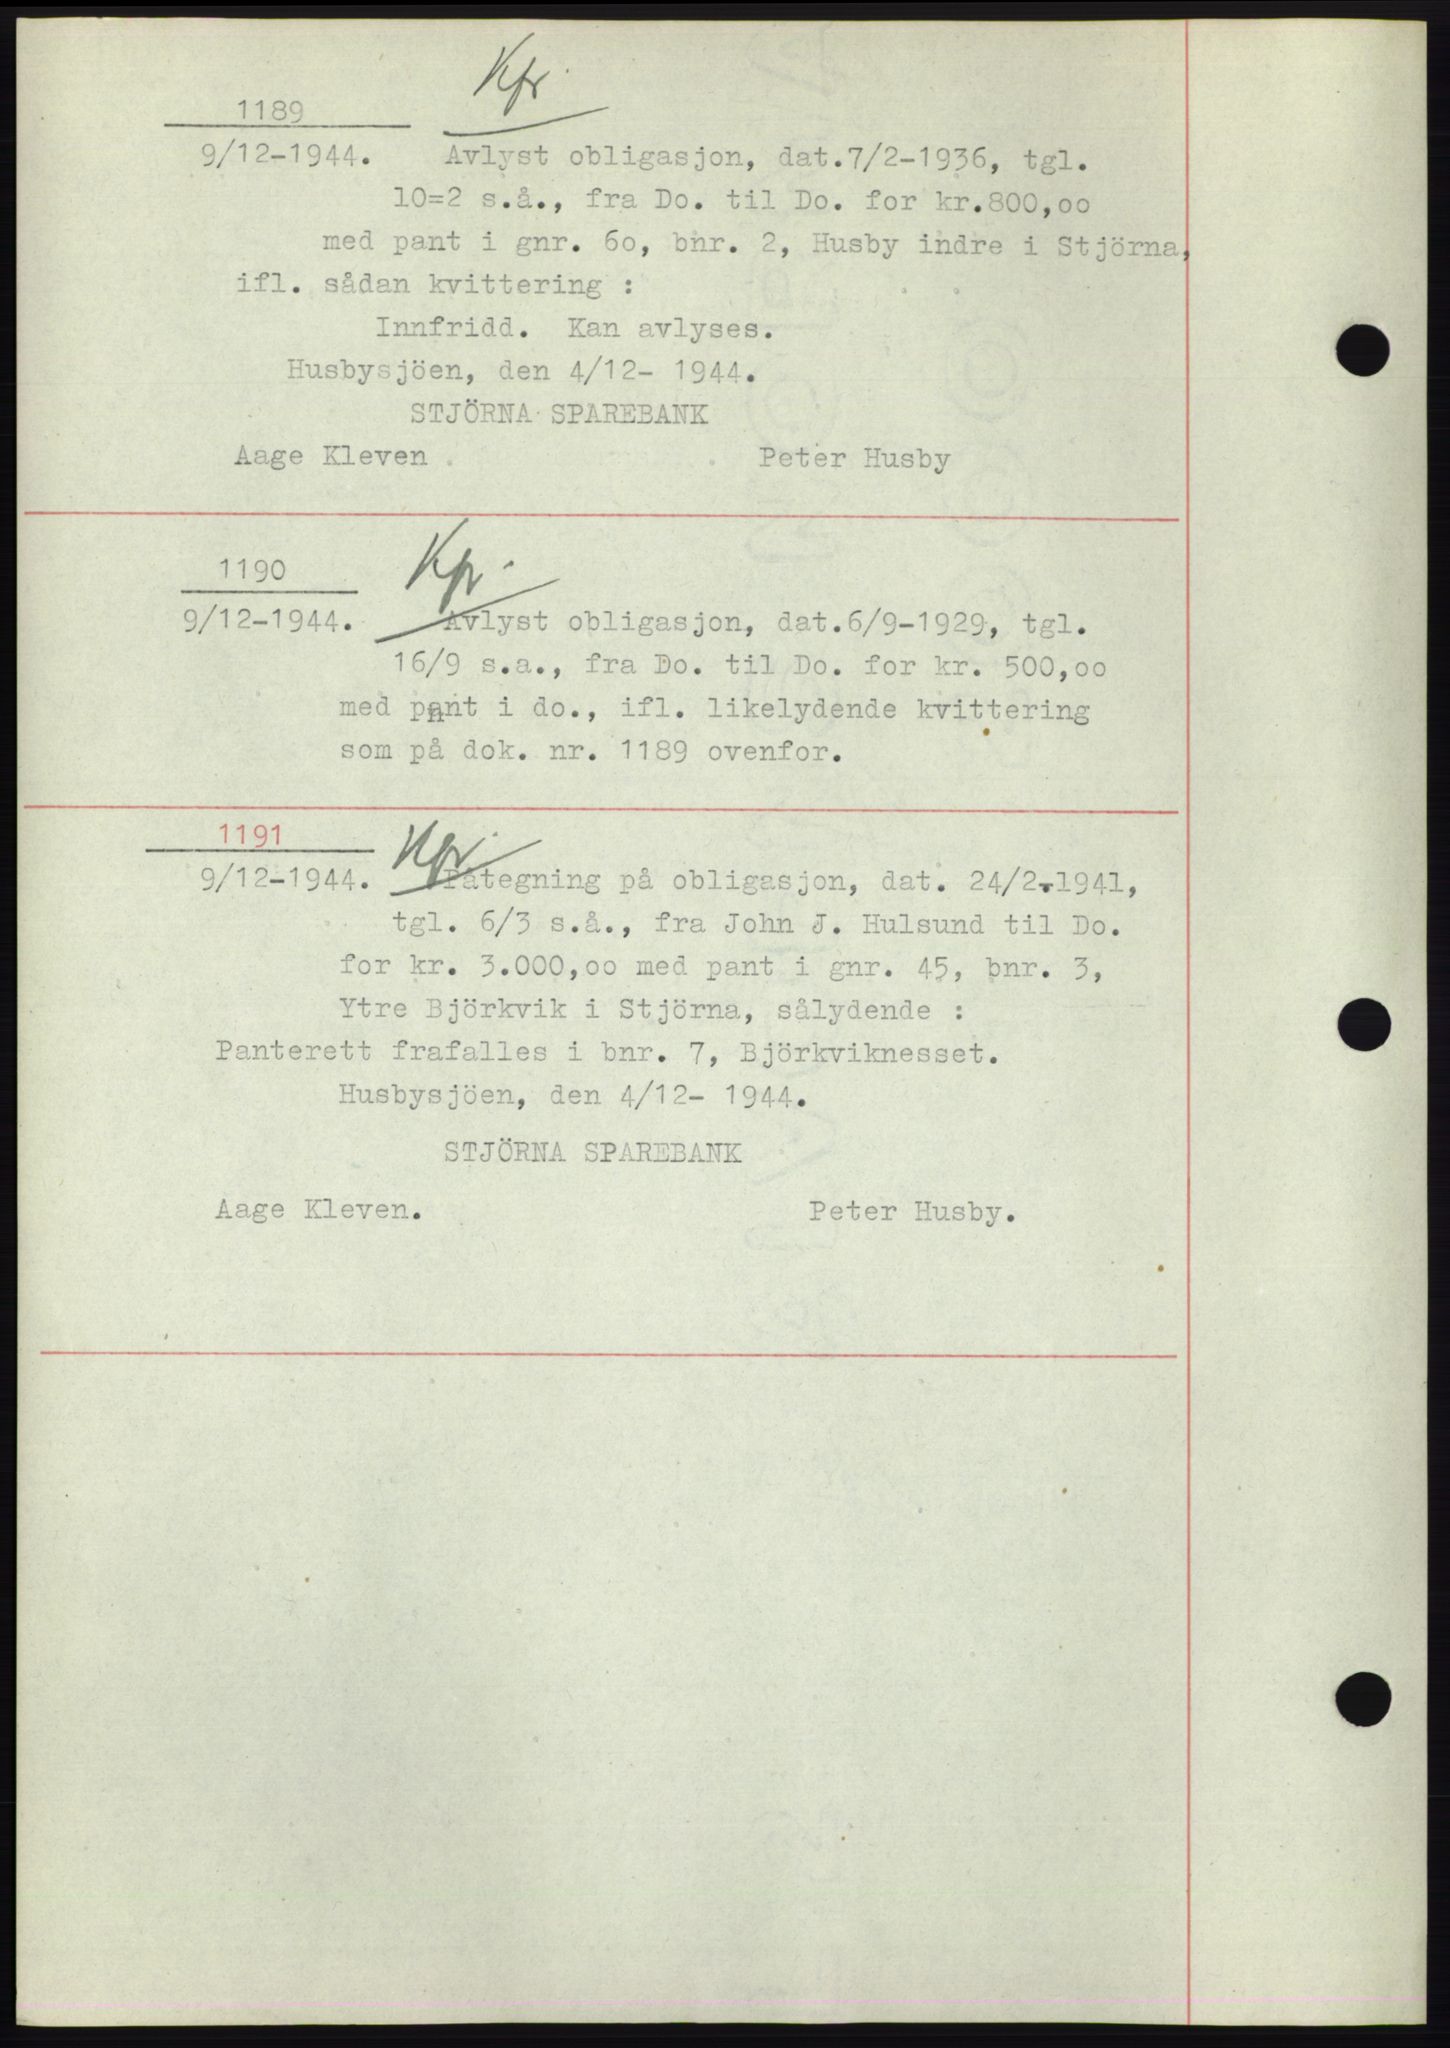 Kfr.
1189
9/12-1944. Avlyst obligasjon, dat.7/2-1936, tgl.
10=2 s.å., fra Do. til Do. for kr.800,oo
med pant i gnr. 6o, bnr. 2, Husby indre i Stjörna,
ifl. sådan kvittering :
Innfridd. Kan avlyses.
Husbysjöen, den 4/12- 1944.
STJÖRNA SPAREBANK
Aage Kleven. Peter Husby
Kfr.
1190
9/12-1944. Avlyst obligasjon, dat.6/9-1929, tgl.
16/9 s.a., fra Do. til Do. for kr. 500,oo
med pant i do., ifl. likelydende kvittering
som på dok. nr. 1189 ovenfor.
Kfr.
1191
9/12-1944. Påtegning på obligasjon, dat. 24/2-1941,
tgl. 6/3 s.å., fra John J. Hulsund til Do.
for kr. 3.000,oo med pant i gnr. 45, bnr. 3,
Ytre Björkvik i Stjörna, sålydende :
Panterett frafalles i bnr. 7, Björkviknesset.
Husbysjöen, den 4/12- 1944.
STJÖRNA SPAREBANK
Aage Kleven. Peter Husby.